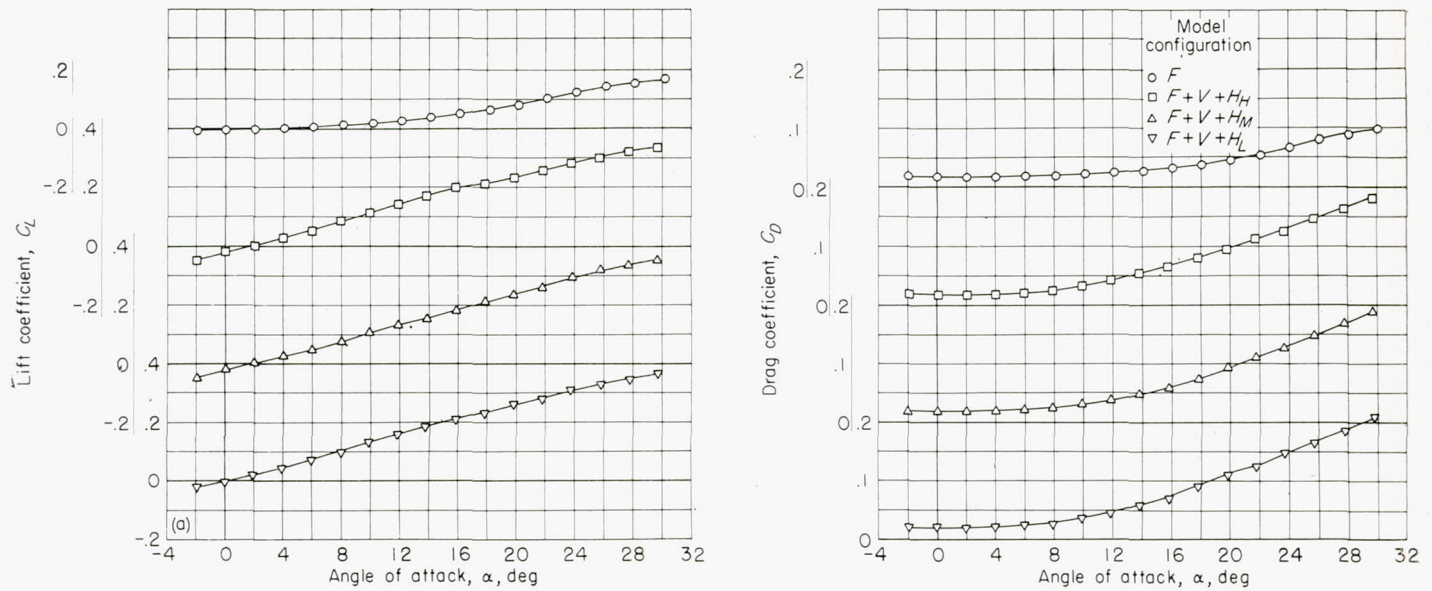 .2
0 .4
-.2 .2
0 .4
-.2 .2
0 .4
-.2 .2
0
-.2
Lift coefficient, C_L
(a)
-4 0 4 8 12 16 20 24 28 32
Angle of attack, α, deg
Model
configuration
F
F+V+H_H
F+V+H_M
F+V+H_L
.2
.1
0 .2
.1
0 .2
.1
0 .2
.1
0
Drag coefficient, C_D
-4 0 4 8 12 16 20 24 28 32
Angle of attack, α, deg